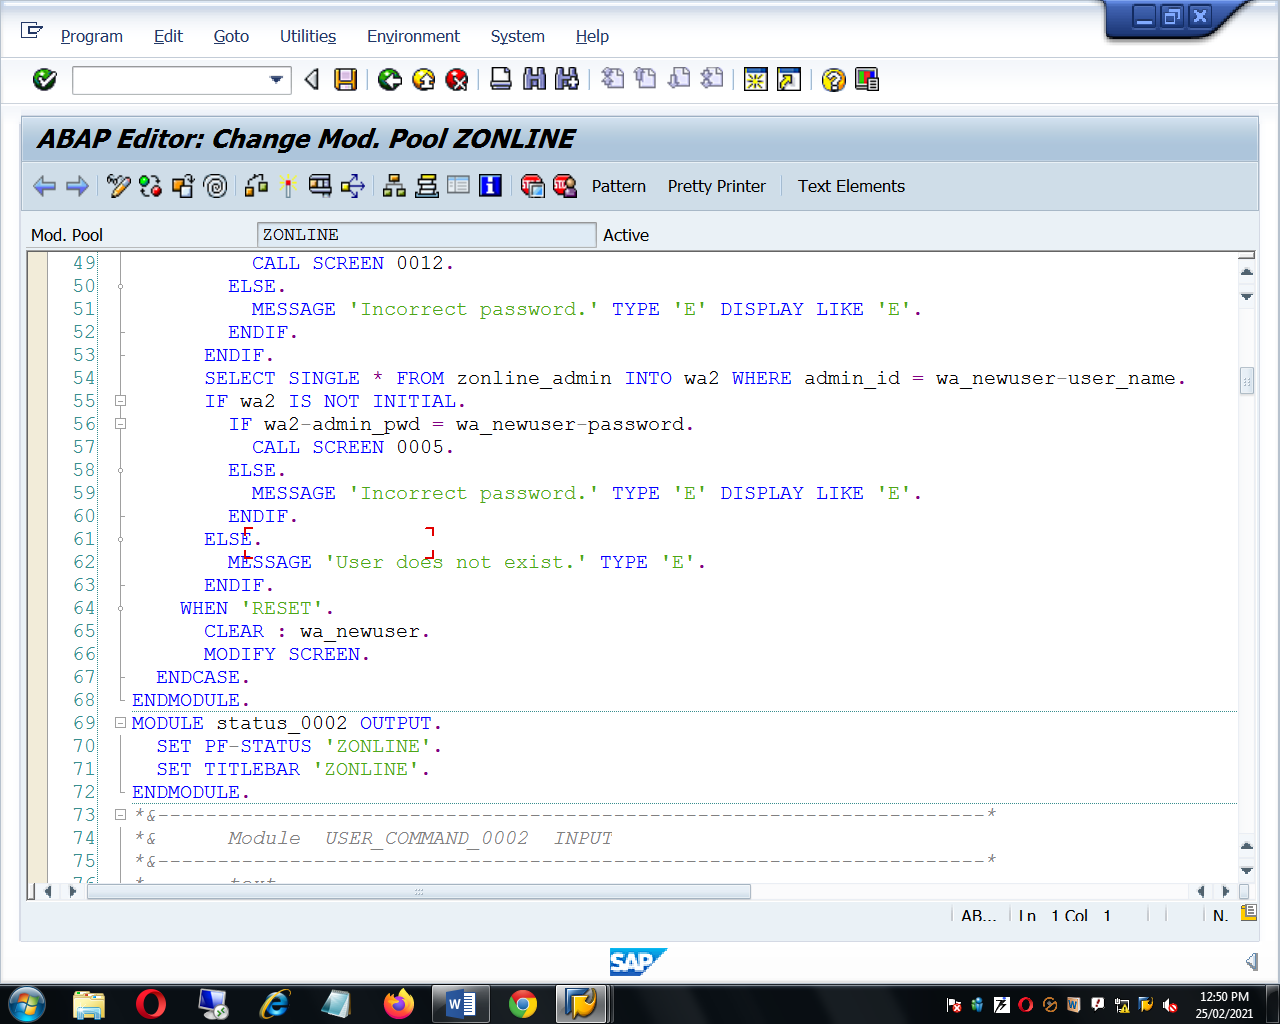 Program Edit Goto Utilities Environment System Help
ABAP Editor: Change Mod. Pool ZONLINE
Pattern Pretty Printer Text Elements
Mod. Pool ZONLINE Active
49 CALL SCREEN 0012.
50 ELSE.
51 MESSAGE 'Incorrect password.' TYPE 'E' DISPLAY LIKE 'E'.
52 ENDIF.
53 ENDIF.
54 SELECT SINGLE * FROM zonline_admin INTO wa2 WHERE admin_id = wa_newuser-user_name.
55 IF wa2 IS NOT INITIAL.
56 IF wa2-admin_pwd = wa_newuser-password.
57 CALL SCREEN 0005.
58 ELSE.
59 MESSAGE 'Incorrect password.' TYPE 'E' DISPLAY LIKE 'E'.
60 ENDIF.
61 ELSE.
62 MESSAGE 'User does not exist.' TYPE 'E'.
63 ENDIF.
64 WHEN 'RESET'.
65 CLEAR : wa_newuser.
66 MODIFY SCREEN.
67 ENDCASE.
68 ENDMODULE.
69 MODULE status_0002 OUTPUT.
70 SET PF-STATUS 'ZONLINE'.
71 SET TITLEBAR 'ZONLINE'.
72 ENDMODULE.
73 *&---------------------------------------------------------------------*
74 *& Module USER_COMMAND_0002 INPUT
75 *&---------------------------------------------------------------------*
76 * text
AB... Ln 1 Col 1 N.
SAP
12:50 PM
25/02/2021